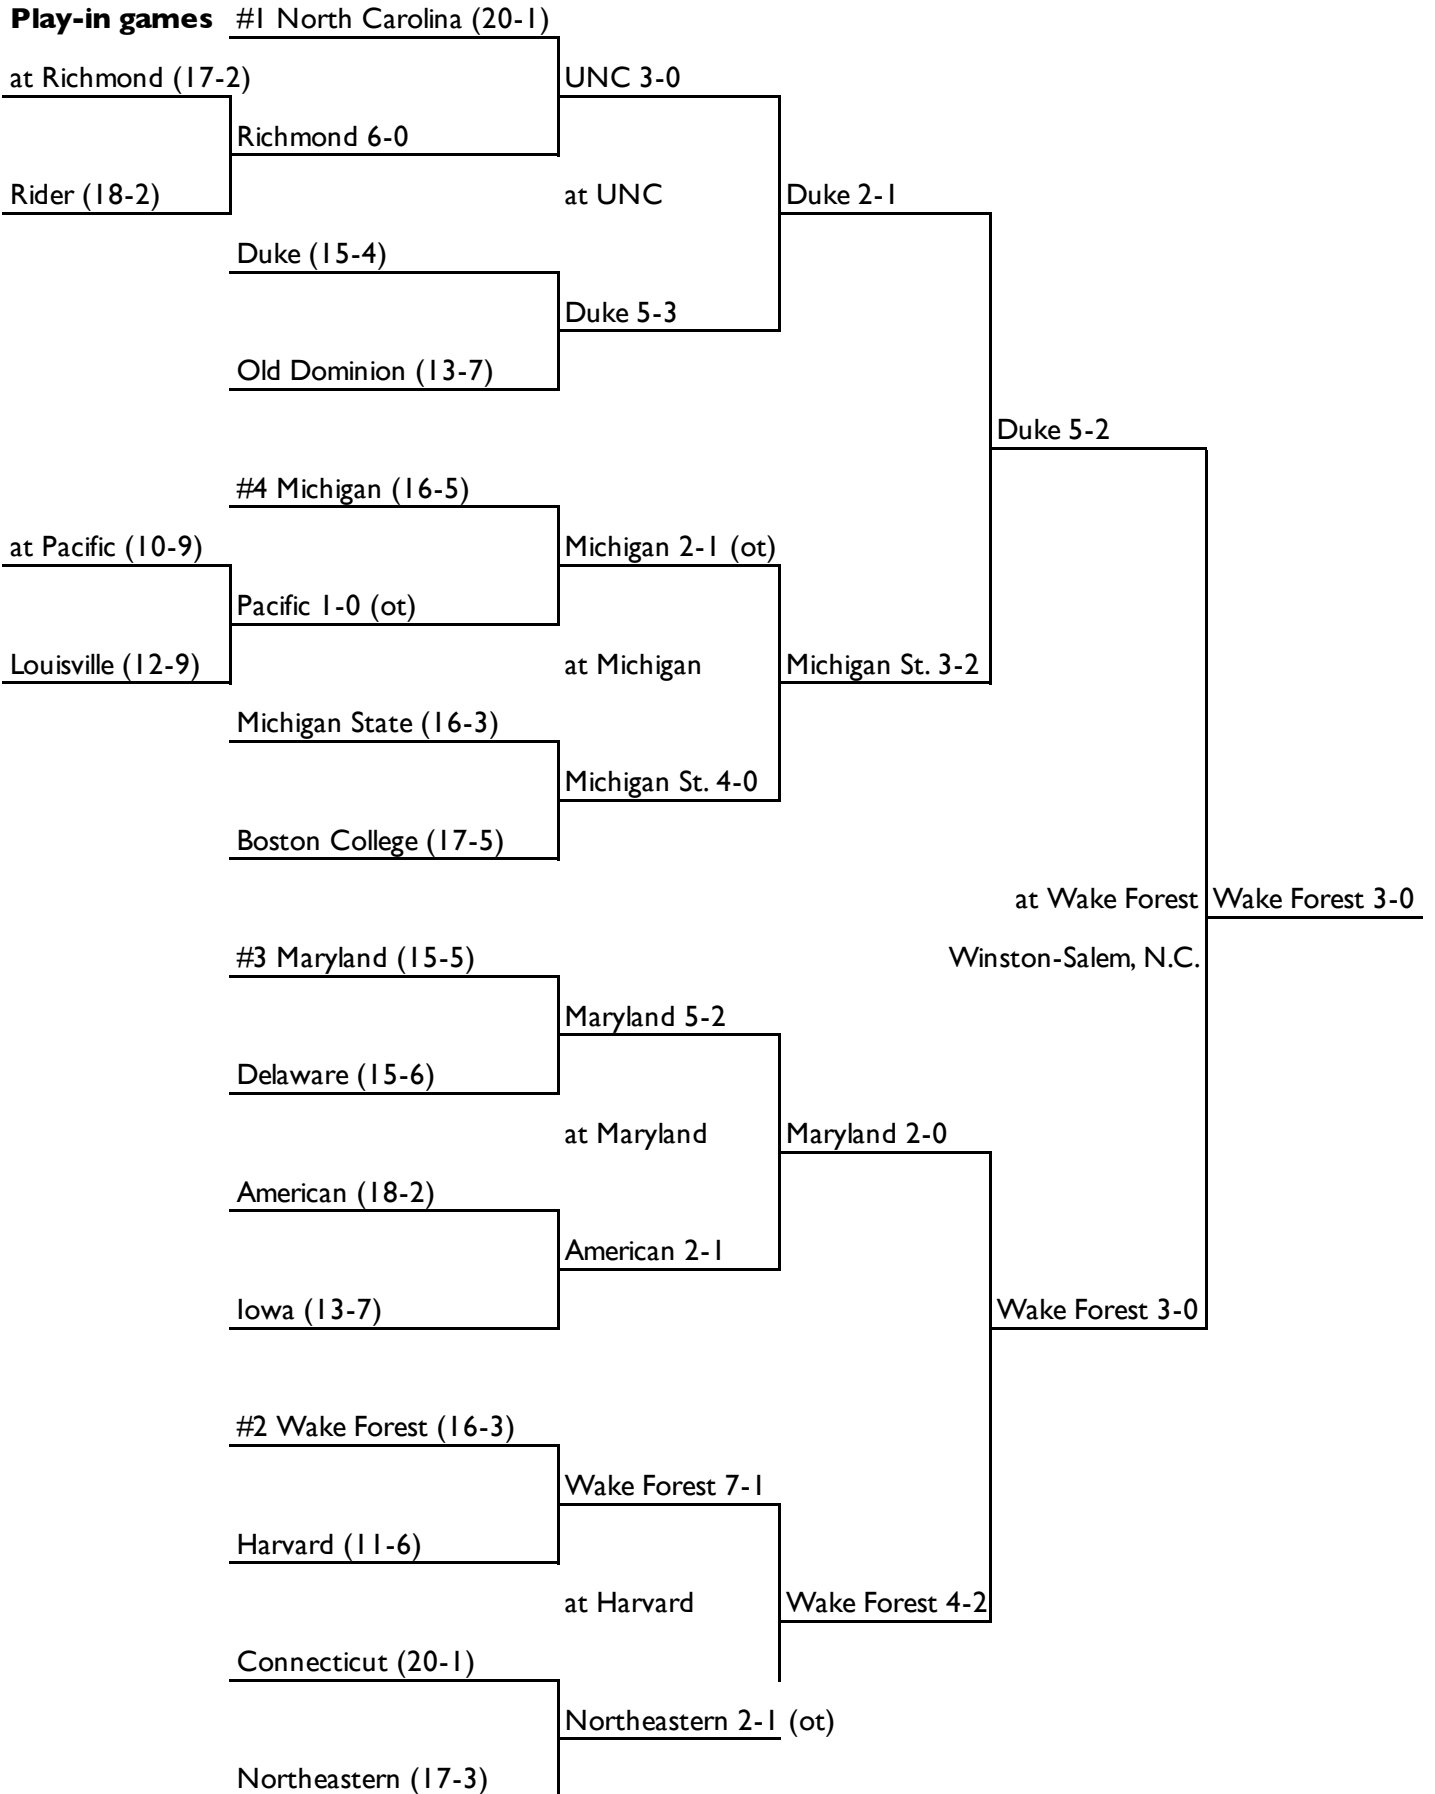 Play-in games #1 North Carolina (20-1)
at Richmond (17-2) UNC 3-0
Richmond 6-0
Rider (18-2) at UNC Duke 2-1
Duke (15-4)
Duke 5-3
Old Dominion (13-7)
Duke 5-2
#4 Michigan (16-5)
at Pacific (10-9) Michigan 2-1 (ot)
Pacific 1-0 (ot)
Louisville (12-9) at Michigan Michigan St. 3-2
Michigan State (16-3)
Michigan St. 4-0
Boston College (17-5)
at Wake Forest Wake Forest 3-0
#3 Maryland (15-5) Winston-Salem, N.C.
Maryland 5-2
Delaware (15-6)
at Maryland Maryland 2-0
American (18-2)
American 2-1
Iowa (13-7) Wake Forest 3-0
#2 Wake Forest (16-3)
Wake Forest 7-1
Harvard (11-6)
at Harvard Wake Forest 4-2
Connecticut (20-1)
Northeastern 2-1 (ot)
Northeastern (17-3)